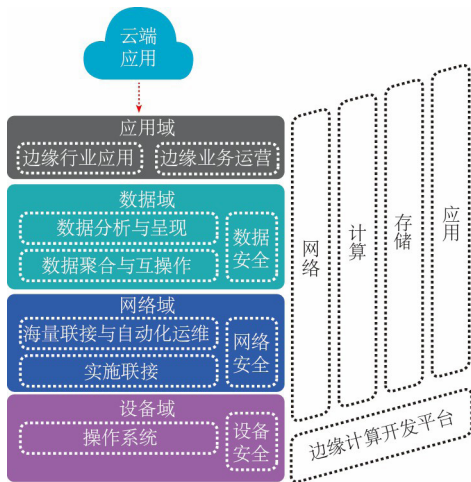 云端
应用
应用域
边缘行业应用
边缘业务运营
数据域
数据分析与呈现
数据聚合与互操作
数据
安全
网络域
海量联接与自动化运维
实施联接
网络
安全
设备域
操作系统
设备
安全
网络
计算
存储
应用
边缘计算开发平台